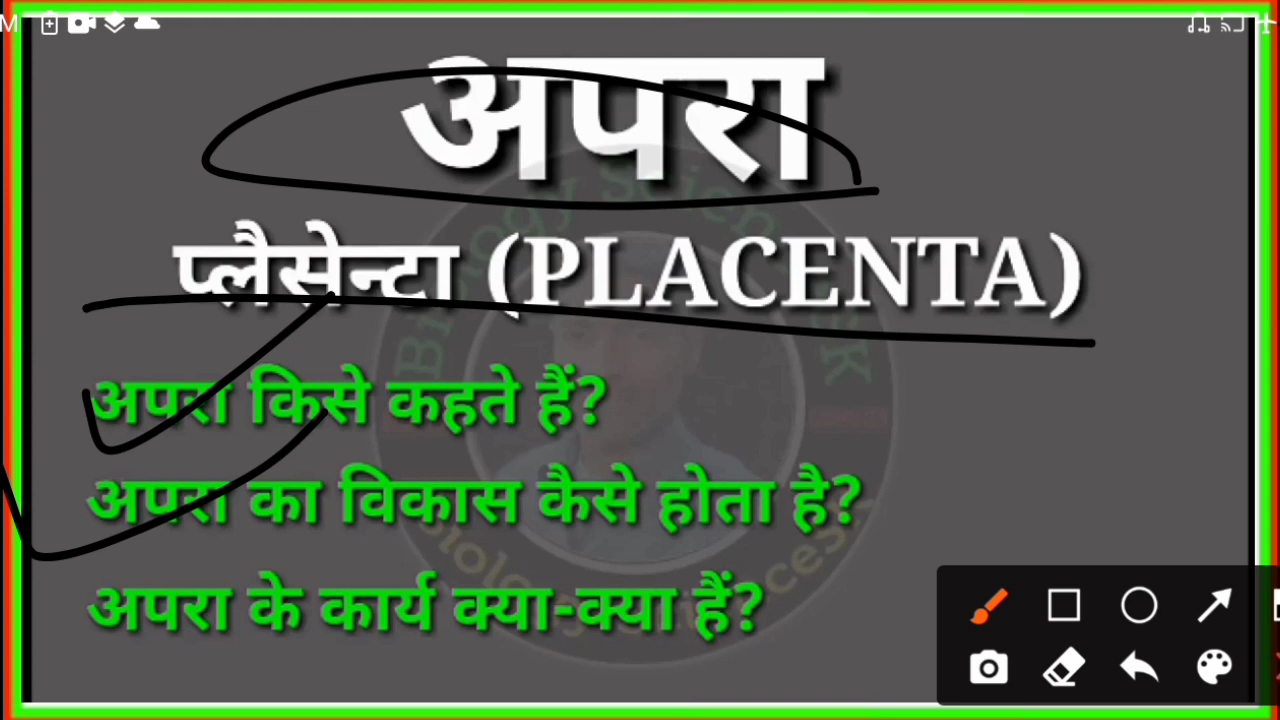 अपरा
प्लैसेन्टा (PLACENTA)
अपरा किसे कहते हैं?
अपरा का विकास कैसे होता है?
अपरा के कार्य क्या-क्या हैं?